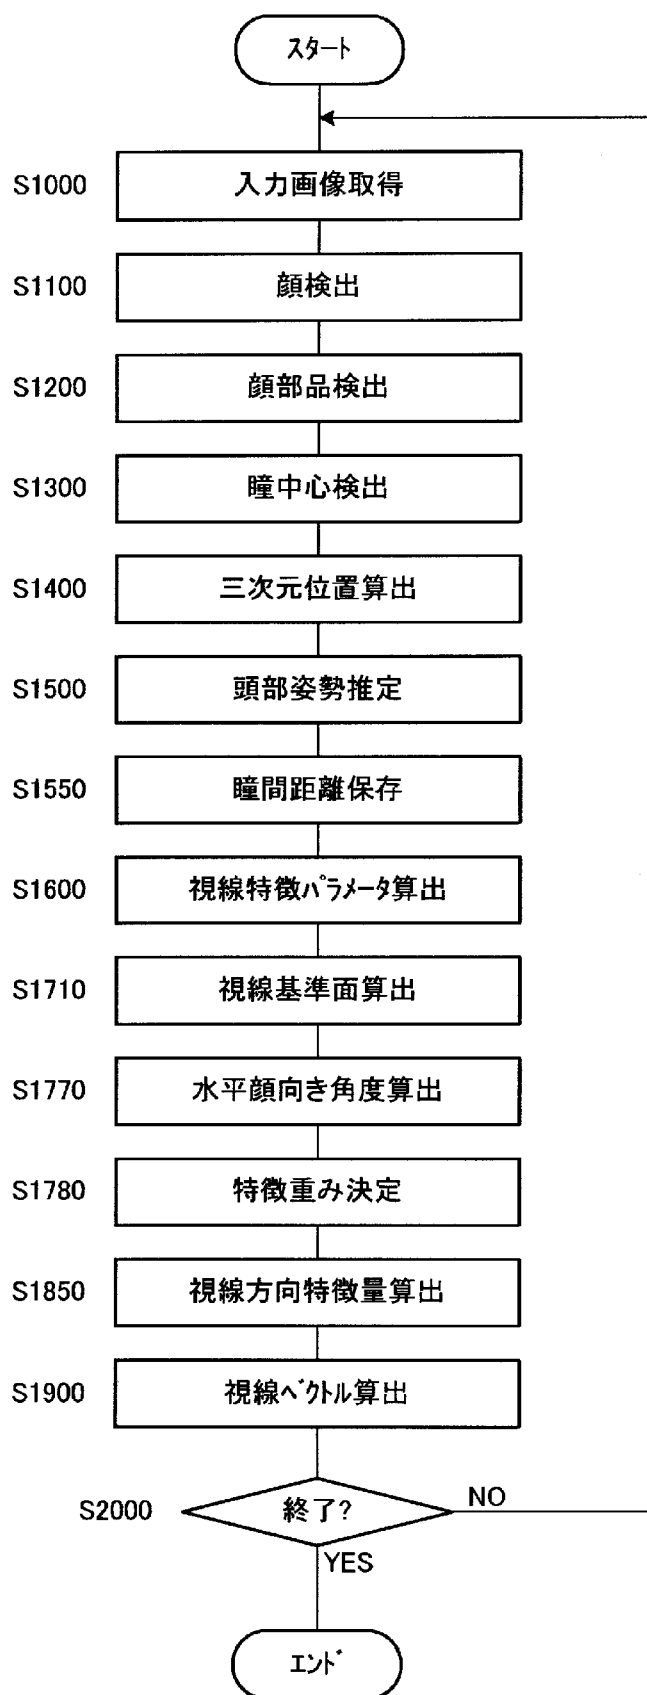 スタート
S1000 入力画像取得
S1100 顔検出
S1200 顔部品検出
S1300 瞳中心検出
S1400 三次元位置算出
S1500 頭部姿勢推定
S1550 瞳間距離保存
S1600 視線特徴パラメータ算出
S1710 視線基準面算出
S1770 水平顔向き角度算出
S1780 特徴重み決定
S1850 視線方向特徴量算出
S1900 視線ベクトル算出
S2000 終了? NO
YES
エンド